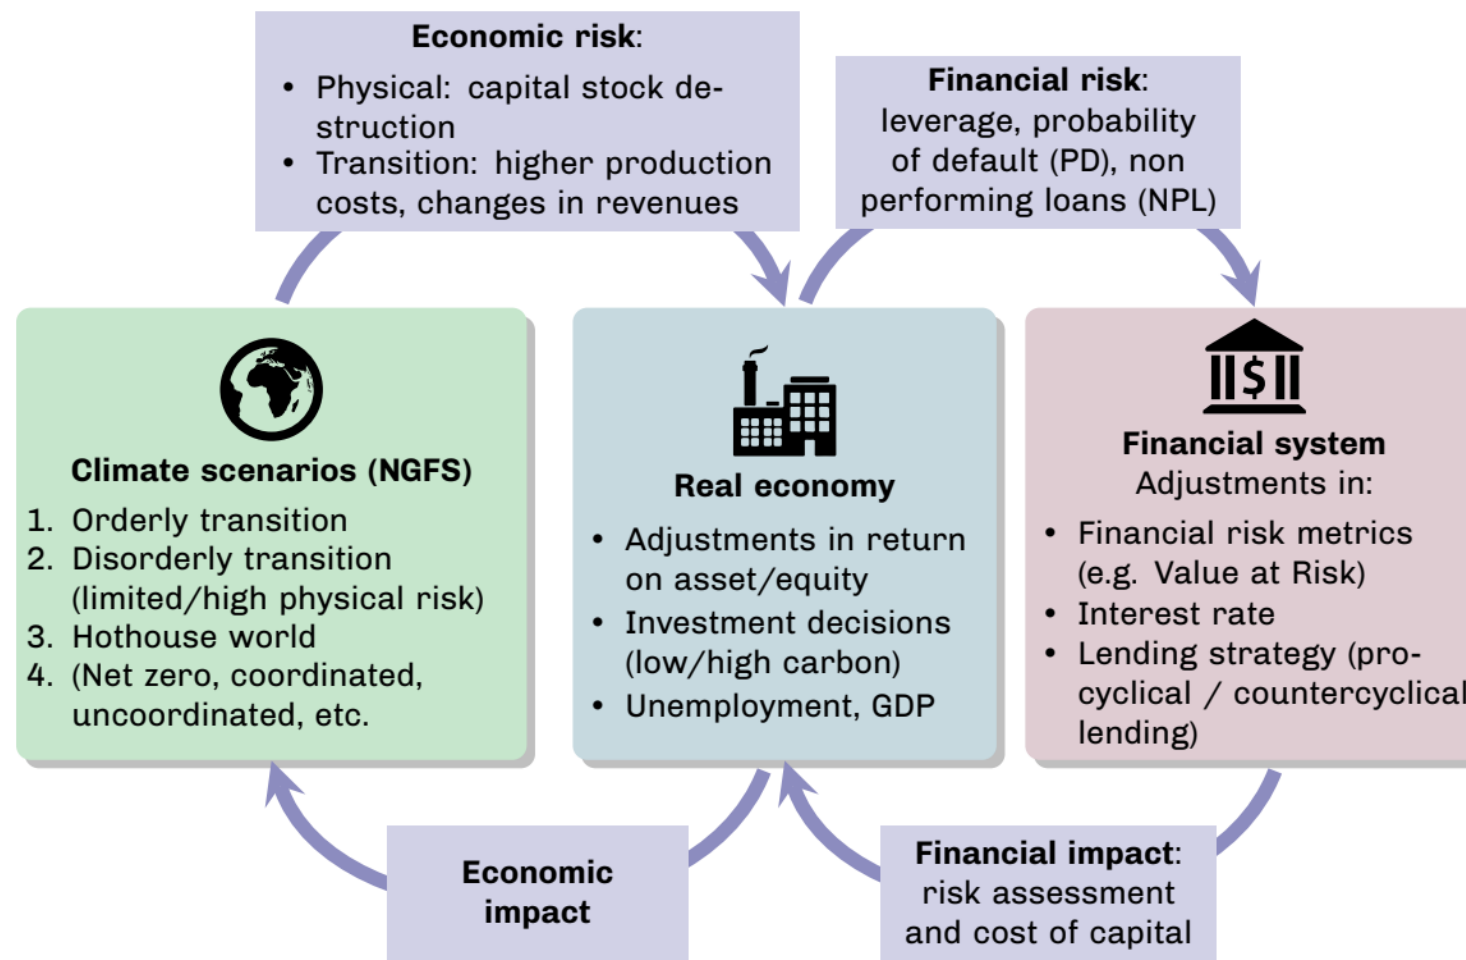 Economic risk:
• Physical: capital stock de-
struction
• Transition: higher production
costs, changes in revenues
Financial risk:
leverage, probability
of default (PD), non
performing loans (NPL)
Climate scenarios (NGFS)
1. Orderly transition
2. Disorderly transition
(limited/high physical risk)
3. Hothouse world
4. (Net zero, coordinated,
uncoordinated, etc.
Real economy
• Adjustments in return
on asset/equity
• Investment decisions
(low/high carbon)
• Unemployment, GDP
$
Financial system
Adjustments in:
• Financial risk metrics
(e.g. Value at Risk)
• Interest rate
• Lending strategy (pro-
cyclical / countercyclical
lending)
Economic
impact
Financial impact:
risk assessment
and cost of capital